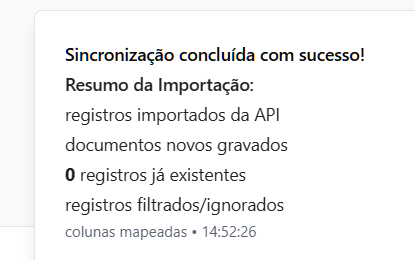 Sincronização concluída com sucesso!
Resumo da Importação:
registros importados da API
documentos novos gravados
0 registros já existentes
registros filtrados/ignorados
colunas mapeadas • 14:52:26